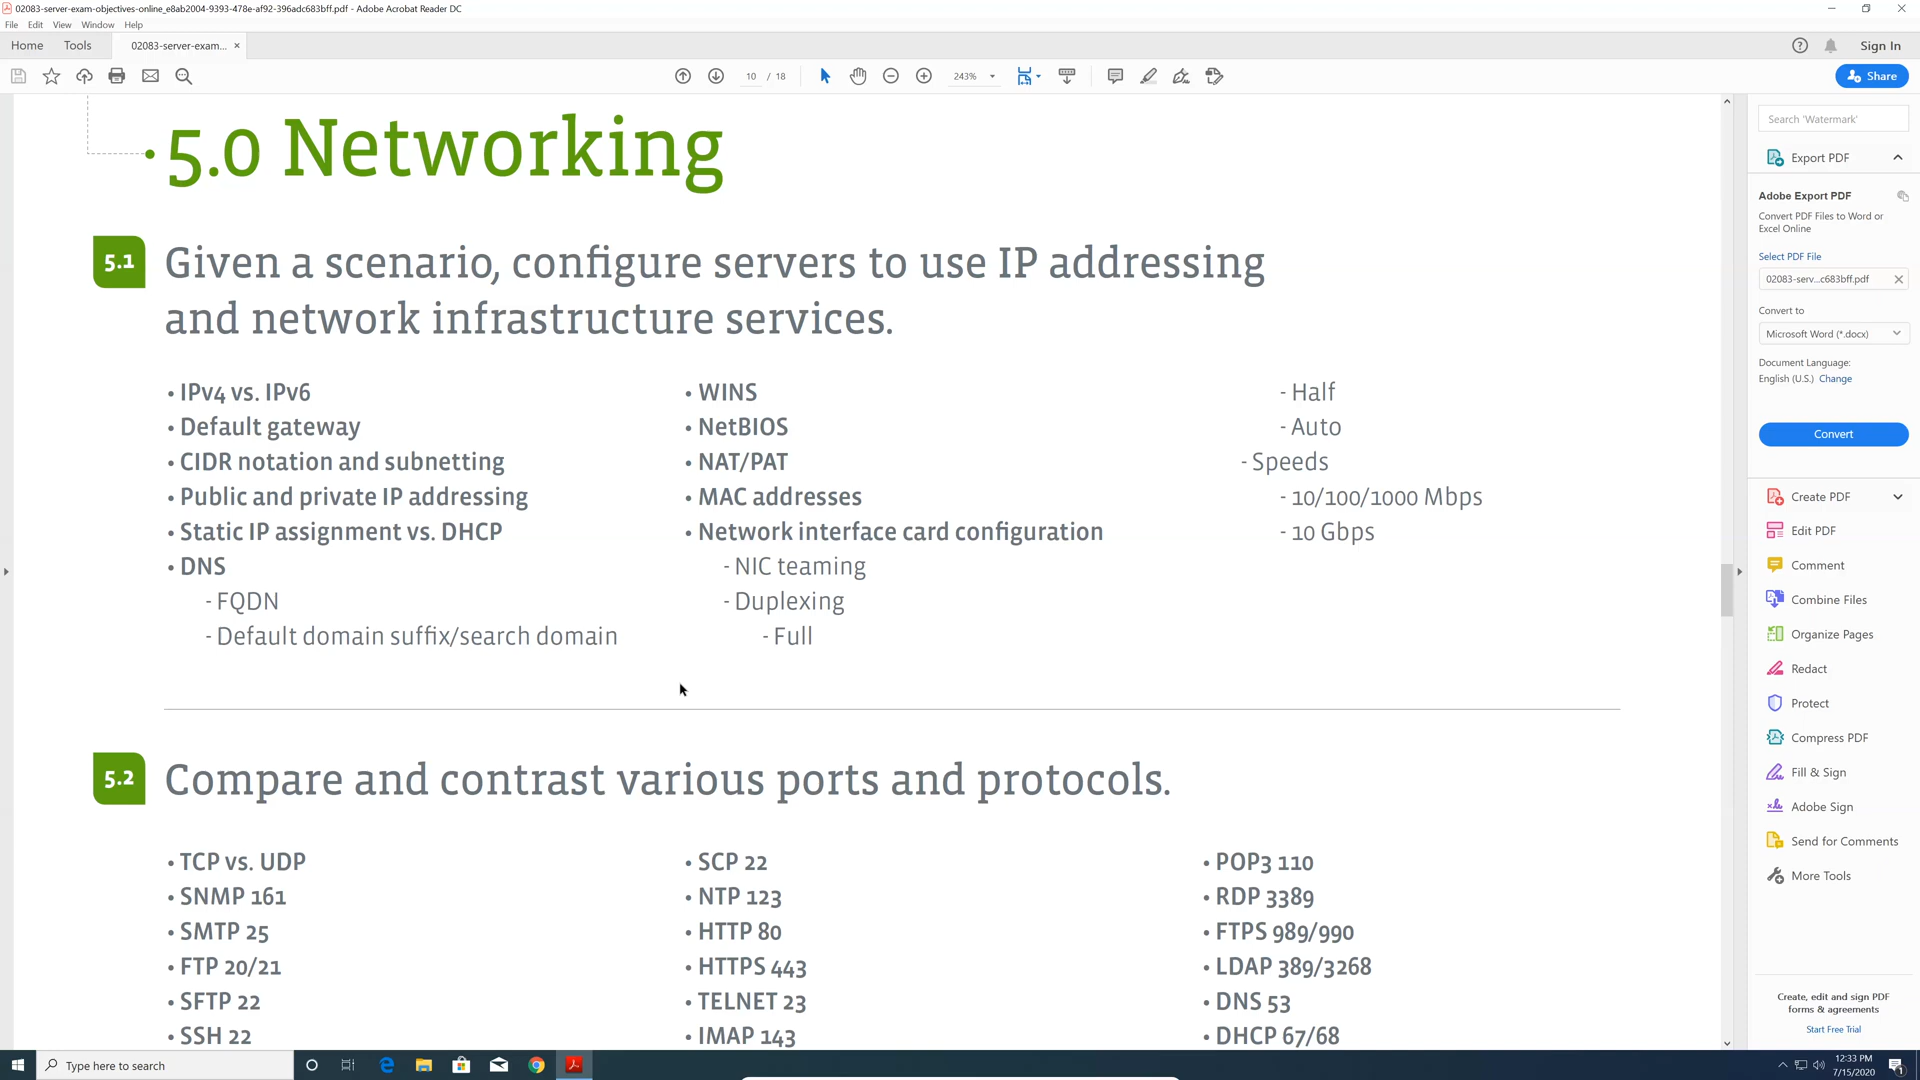 02083-server-exam-objectives-online_e8ab2004-9393-478e-af92-396adc683bff.pdf - Adobe Acrobat Reader DC
File Edit View Window Help
Home Tools 02083-server-exam... × Sign In
10 / 18 243% Share
5.0 Networking
5.1 Given a scenario, configure servers to use IP addressing
and network infrastructure services.
• IPv4 vs. IPv6
• Default gateway
• CIDR notation and subnetting
• Public and private IP addressing
• Static IP assignment vs. DHCP
• DNS
- FQDN
- Default domain suffix/search domain
• WINS
• NetBIOS
• NAT/PAT
• MAC addresses
• Network interface card configuration
- NIC teaming
- Duplexing
- Full
- Half
- Auto
- Speeds
- 10/100/1000 Mbps
- 10 Gbps
5.2 Compare and contrast various ports and protocols.
• TCP vs. UDP
• SNMP 161
• SMTP 25
• FTP 20/21
• SFTP 22
• SSH 22
• SCP 22
• NTP 123
• HTTP 80
• HTTPS 443
• TELNET 23
• IMAP 143
• POP3 110
• RDP 3389
• FTPS 989/990
• LDAP 389/3268
• DNS 53
• DHCP 67/68
Search 'Watermark'
Export PDF
Adobe Export PDF
Convert PDF Files to Word or
Excel Online
Select PDF File
02083-serv...c683bff.pdf
Convert to
Microsoft Word (*.docx)
Document Language:
English (U.S.) Change
Convert
Create PDF
Edit PDF
Comment
Combine Files
Organize Pages
Redact
Protect
Compress PDF
Fill & Sign
Adobe Sign
Send for Comments
More Tools
Create, edit and sign PDF
forms & agreements
Start Free Trial
Type here to search
12:33 PM
7/15/2020
1